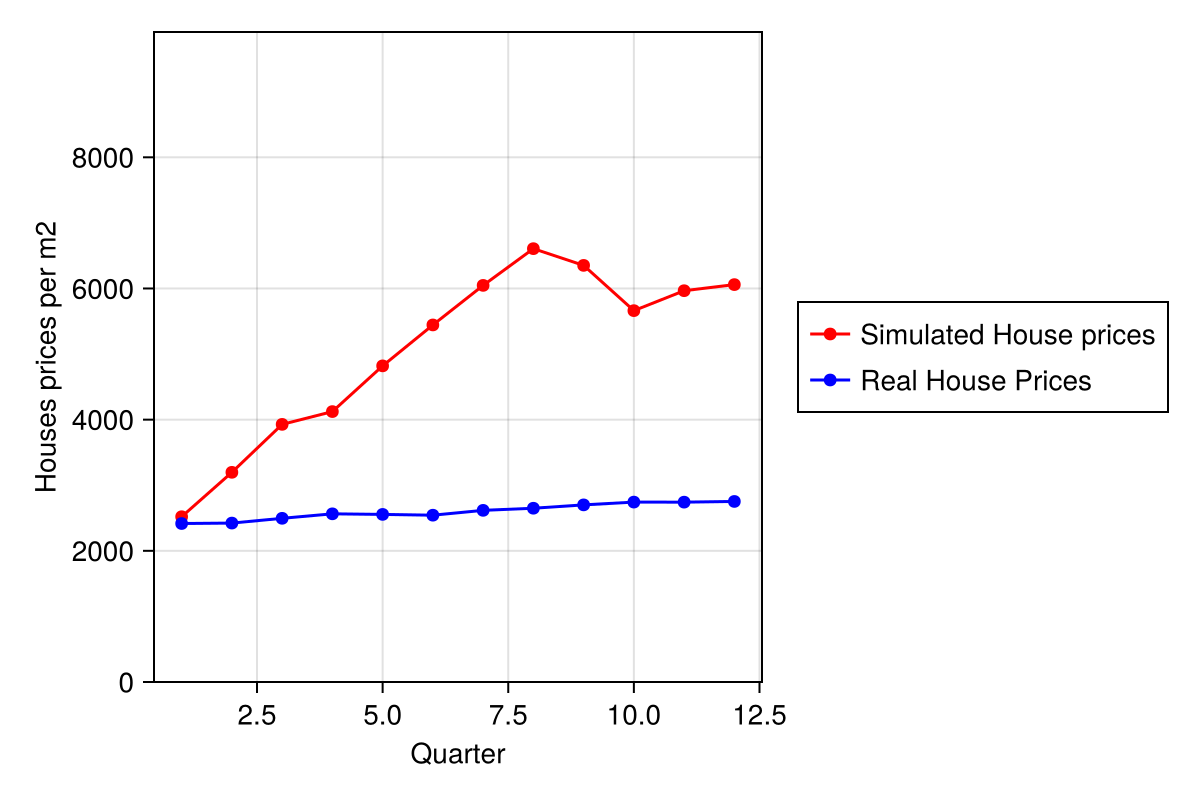 8000
6000
4000
2000
0
Houses prices per m2
2.5 5.0 7.5 10.0 12.5
Quarter
Simulated House prices
Real House Prices